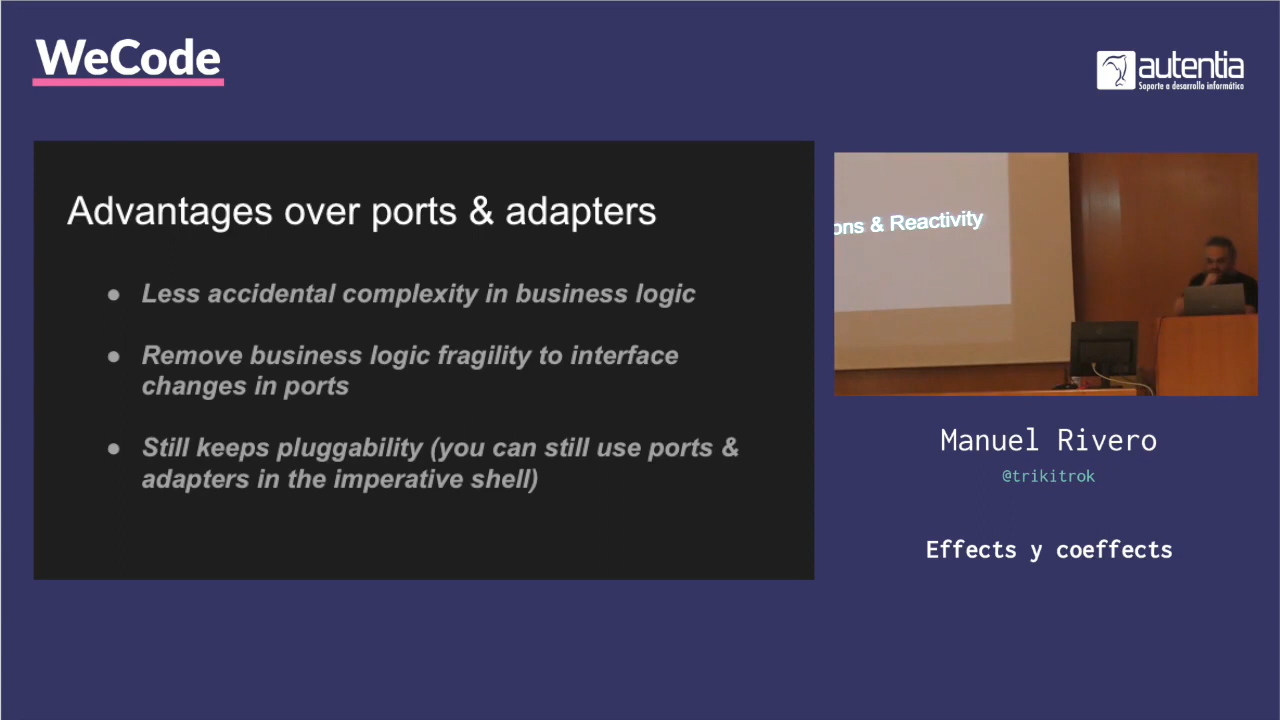 WeCode
autentia
Soporte a desarrollo informático
Advantages over ports & adapters
● Less accidental complexity in business logic
● Remove business logic fragility to interface
changes in ports
● Still keeps pluggability (you can still use ports &
adapters in the imperative shell)
ons & Reactivity
Manuel Rivero
@trikitrok
Effects y coeffects